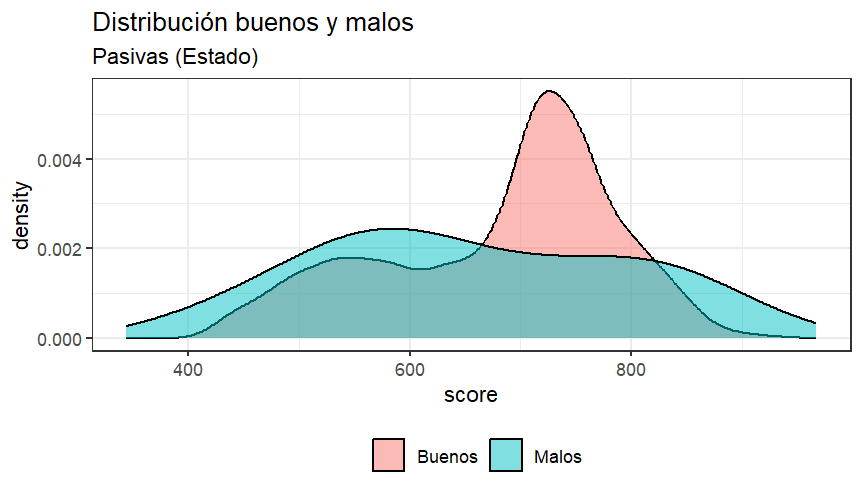 Distribución buenos y malos
Pasivas (Estado)
density
0.004
0.002
0.000
400 600 800
score
Buenos Malos